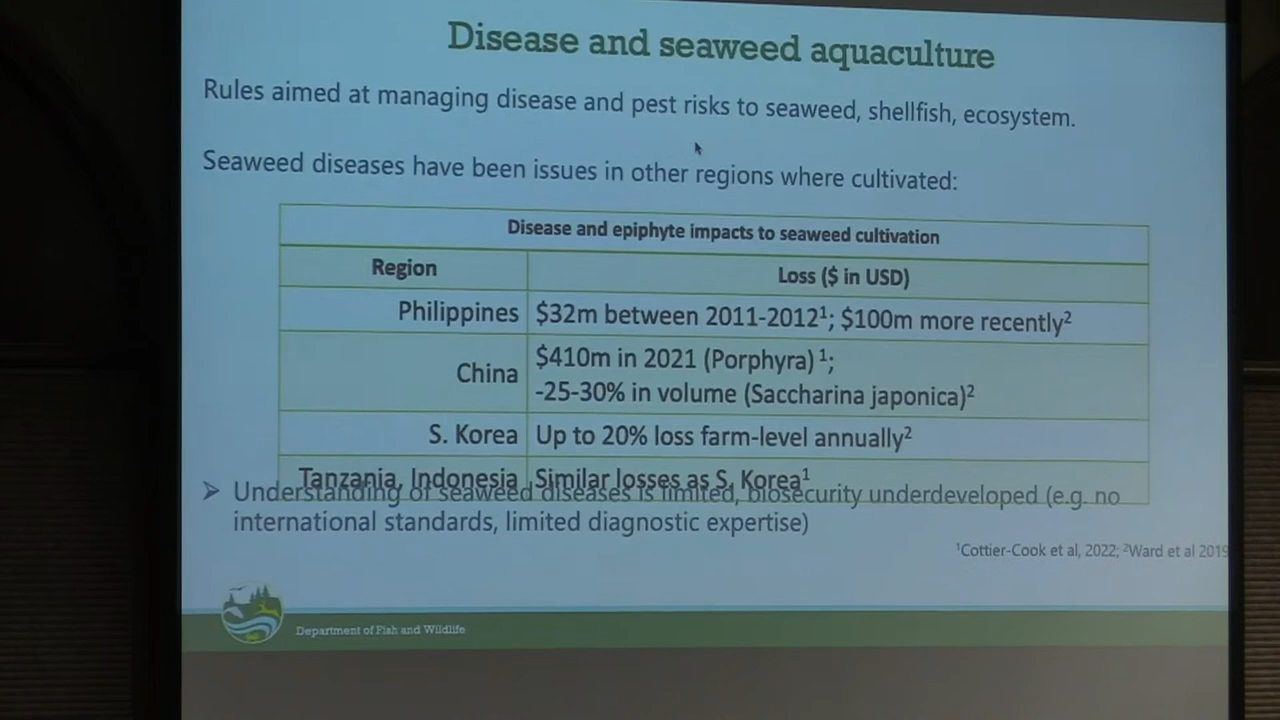 Disease and seaweed aquaculture
Rules aimed at managing disease and pest risks to seaweed, shellfish, ecosystem.
Seaweed diseases have been issues in other regions where cultivated:
Disease and epiphyte impacts to seaweed cultivation
Region Loss ($ in USD)
Philippines $32m between 2011-2012¹; $100m more recently²
China $410m in 2021 (Porphyra) ¹;
-25-30% in volume (Saccharina japonica)²
S. Korea Up to 20% loss farm-level annually²
Tanzania, Indonesia Similar losses as S. Korea¹
➢ Understanding of seaweed diseases is limited, biosecurity underdeveloped (e.g. no
international standards, limited diagnostic expertise)
¹Cottier-Cook et al, 2022; ²Ward et al 2019
Department of Fish and Wildlife